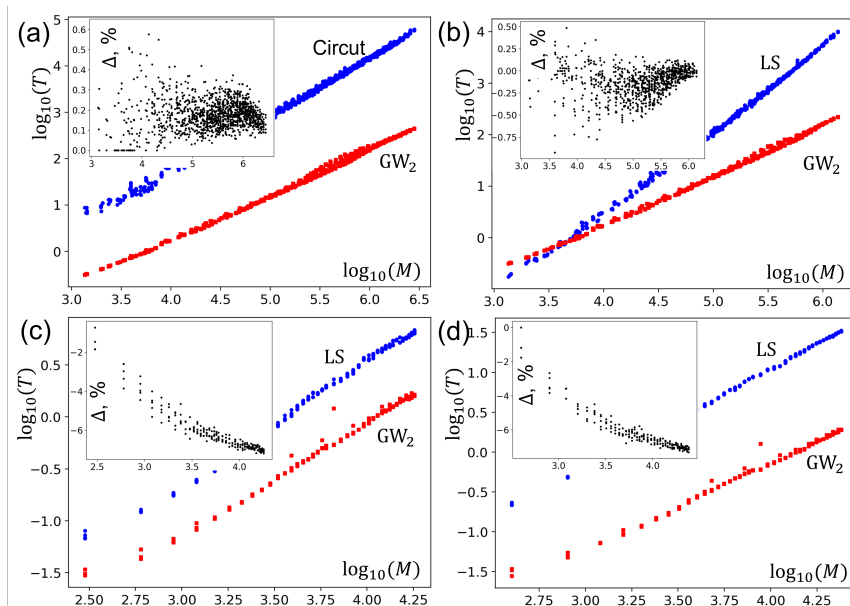 (a)
5
4
3
2
1
0
log₁₀(T)
0.6
0.5
0.4
0.3
0.2
0.1
0.0
Δ, %
3 4 5 6
Circut
GW₂
log₁₀(M)
3.0 3.5 4.0 4.5 5.0 5.5 6.0 6.5
(b)
4
3
2
1
0
log₁₀(T)
0.50
0.25
0.00
−0.25
−0.50
−0.75
Δ, %
3.0 3.5 4.0 4.5 5.0 5.5 6.0
LS
GW₂
log₁₀(M)
3.0 3.5 4.0 4.5 5.0 5.5 6.0
(c)
0.5
0.0
−0.5
−1.0
−1.5
log₁₀(T)
−2
−4
−6
Δ, %
2.5 3.0 3.5 4.0
LS
GW₂
log₁₀(M)
2.50 2.75 3.00 3.25 3.50 3.75 4.00 4.25
(d)
1.5
1.0
0.5
0.0
−0.5
−1.0
−1.5
log₁₀(T)
0
−2
−4
−6
Δ, %
3.0 3.5 4.0
LS
GW₂
log₁₀(M)
2.75 3.00 3.25 3.50 3.75 4.00 4.25